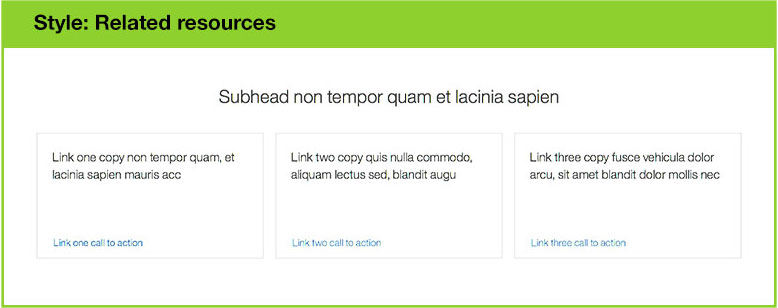 Style: Related resources
Subhead non tempor quam et lacinia sapien
Link one copy non tempor quam, et
lacinia sapien mauris acc
Link one call to action
Link two copy quis nulla commodo,
aliquam lectus sed, blandit augu
Link two call to action
Link three copy fusce vehicula dolor
arcu, sit amet blandit dolor mollis nec
Link three call to action